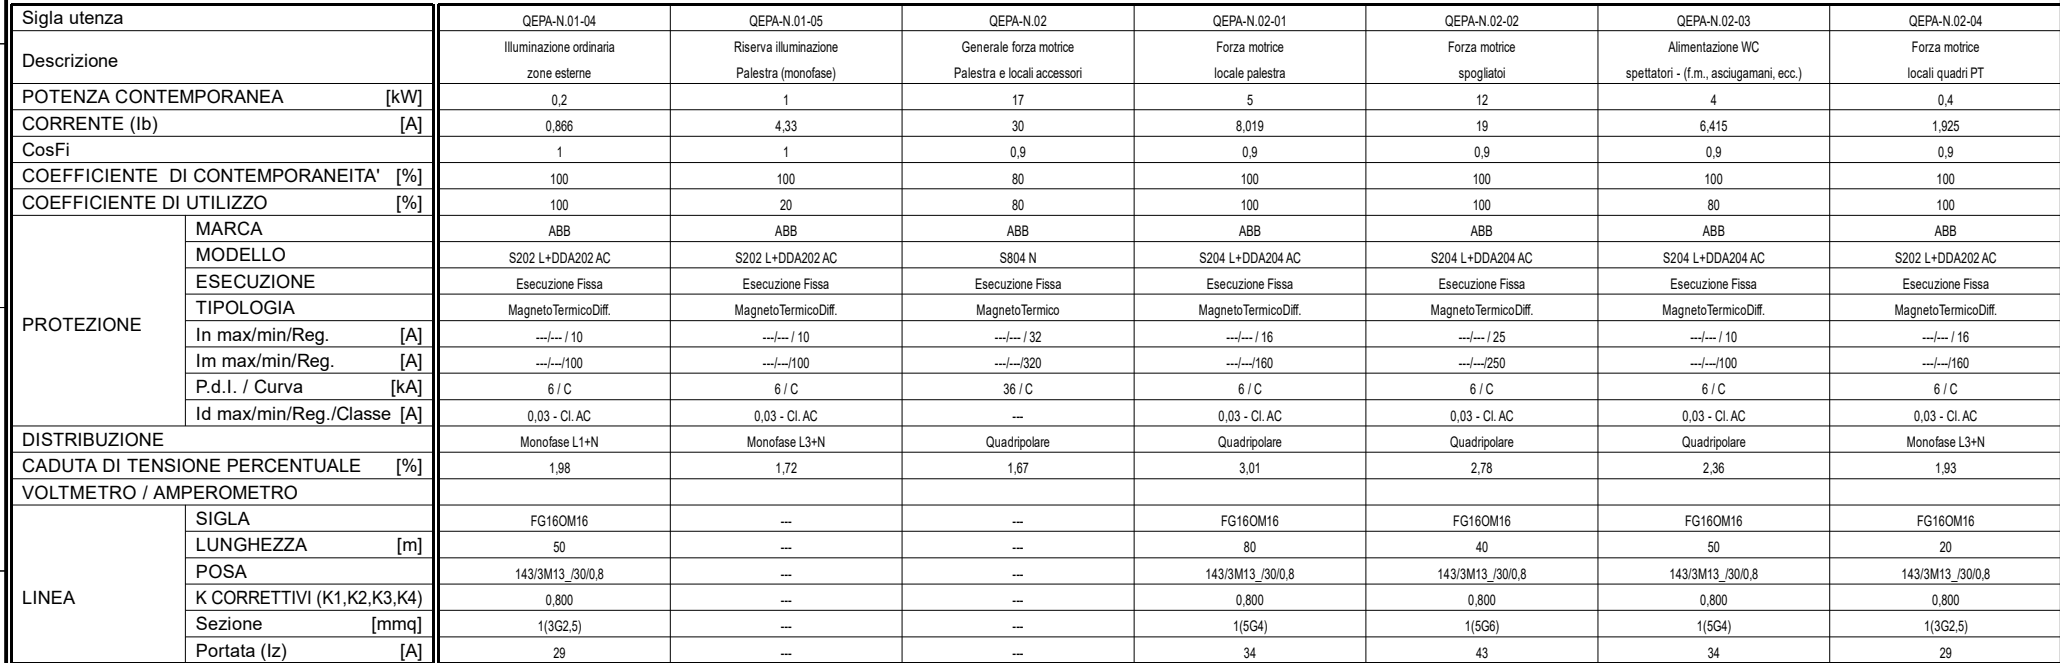 Sigla utenza QEPA-N.01-04 QEPA-N.01-05 QEPA-N.02 QEPA-N.02-01 QEPA-N.02-02 QEPA-N.02-03 QEPA-N.02-04
Descrizione Illuminazione ordinaria Riserva illuminazione Generale forza motrice Forza motrice Forza motrice Alimentazione WC Forza motrice
zone esterne Palestra (monofase) Palestra e locali accessori locale palestra spogliatoi spettatori - (f.m., asciugamani, ecc.) locali quadri PT
POTENZA CONTEMPORANEA [kW] 0,2 1 17 5 12 4 0,4
CORRENTE (Ib) [A] 0,866 4,33 30 8,019 19 6,415 1,925
CosFi 1 1 0,9 0,9 0,9 0,9 0,9
COEFFICIENTE DI CONTEMPORANEITA' [%] 100 100 80 100 100 100 100
COEFFICIENTE DI UTILIZZO [%] 100 20 80 100 100 80 100
PROTEZIONE
MARCA ABB ABB ABB ABB ABB ABB ABB
MODELLO S202 L+DDA202 AC S202 L+DDA202 AC S804 N S204 L+DDA204 AC S204 L+DDA204 AC S204 L+DDA204 AC S202 L+DDA202 AC
ESECUZIONE Esecuzione Fissa Esecuzione Fissa Esecuzione Fissa Esecuzione Fissa Esecuzione Fissa Esecuzione Fissa Esecuzione Fissa
TIPOLOGIA MagnetoTermicoDiff. MagnetoTermicoDiff. MagnetoTermico MagnetoTermicoDiff. MagnetoTermicoDiff. MagnetoTermicoDiff. MagnetoTermicoDiff.
In max/min/Reg. [A] ---/--- / 10 ---/--- / 10 ---/--- / 32 ---/--- / 16 ---/--- / 25 ---/--- / 10 ---/--- / 16
Im max/min/Reg. [A] ---/---/100 ---/---/100 ---/---/320 ---/---/160 ---/---/250 ---/---/100 ---/---/160
P.d.I. / Curva [kA] 6 / C 6 / C 36 / C 6 / C 6 / C 6 / C 6 / C
Id max/min/Reg./Classe [A] 0,03 - Cl. AC 0,03 - Cl. AC --- 0,03 - Cl. AC 0,03 - Cl. AC 0,03 - Cl. AC 0,03 - Cl. AC
DISTRIBUZIONE Monofase L1+N Monofase L3+N Quadripolare Quadripolare Quadripolare Quadripolare Monofase L3+N
CADUTA DI TENSIONE PERCENTUALE [%] 1,98 1,72 1,67 3,01 2,78 2,36 1,93
VOLTMETRO / AMPEROMETRO
LINEA
SIGLA FG16OM16 --- --- FG16OM16 FG16OM16 FG16OM16 FG16OM16
LUNGHEZZA [m] 50 --- --- 80 40 50 20
POSA 143/3M13_/30/0,8 --- --- 143/3M13_/30/0,8 143/3M13_/30/0,8 143/3M13_/30/0,8 143/3M13_/30/0,8
K CORRETTIVI (K1,K2,K3,K4) 0,800 --- --- 0,800 0,800 0,800 0,800
Sezione [mmq] 1(3G2,5) --- --- 1(5G4) 1(5G6) 1(5G4) 1(3G2,5)
Portata (Iz) [A] 29 --- --- 34 43 34 29